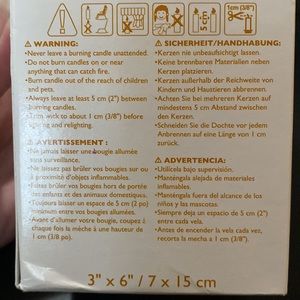 5 cm
1cm (3/8")
WARNING:
•Never leave a burning candle unattended.
•Do not burn candles on or near
anything that can catch fire.
•Burn candle out of the reach of children
and pets.
•Always leave at least 5 cm (2") between
burning candles.
•Trim wick to about 1 cm (3/8") before
lighting and relighting.
AVERTISSEMENT :
•Ne jamais laisser une bougie allumée
sans surveillance.
•Ne laissez pas brûler vos bougies sur ou à
proximité d'objets inflammables.
•Faites brûler vos bougies hors de portée
des enfants et des animaux domestiques.
•Toujours laisser un espace de 5 cm (2 po)
minimum entre vos bougies allumées.
•Avant d'allumer votre bougie, coupez à
chaque fois la mèche à une hauteur de
1 cm (3/8 po).
SICHERHEIT/HANDHABUNG:
•Kerzen nie unbeaufsichtigt lassen.
•Keine brennbaren Materialien neben
Kerzen platzieren.
•Kerzen außerhalb der Reichweite von
Kindern und Haustieren abbrennen.
•Achten Sie bei mehreren Kerzen auf
mindestens 5 cm Abstand zwischen
den Kerzen.
•Schneiden Sie die Dochte vor jedem
Anbrennen auf eine Länge von 1 cm
zurück.
ADVERTENCIA:
•Utilizar bajo supervisión.
•Manténgala alejada de materiales
inflamables.
•Manténgala fuera del alcance de los
niños y las mascotas.
•Siempre deja un espacio de 5 cm (2")
entre cada vela.
•Antes de encender la vela cada vez,
recorta la mecha a 1 cm (3/8").
3" x 6" / 7 x 15 cm